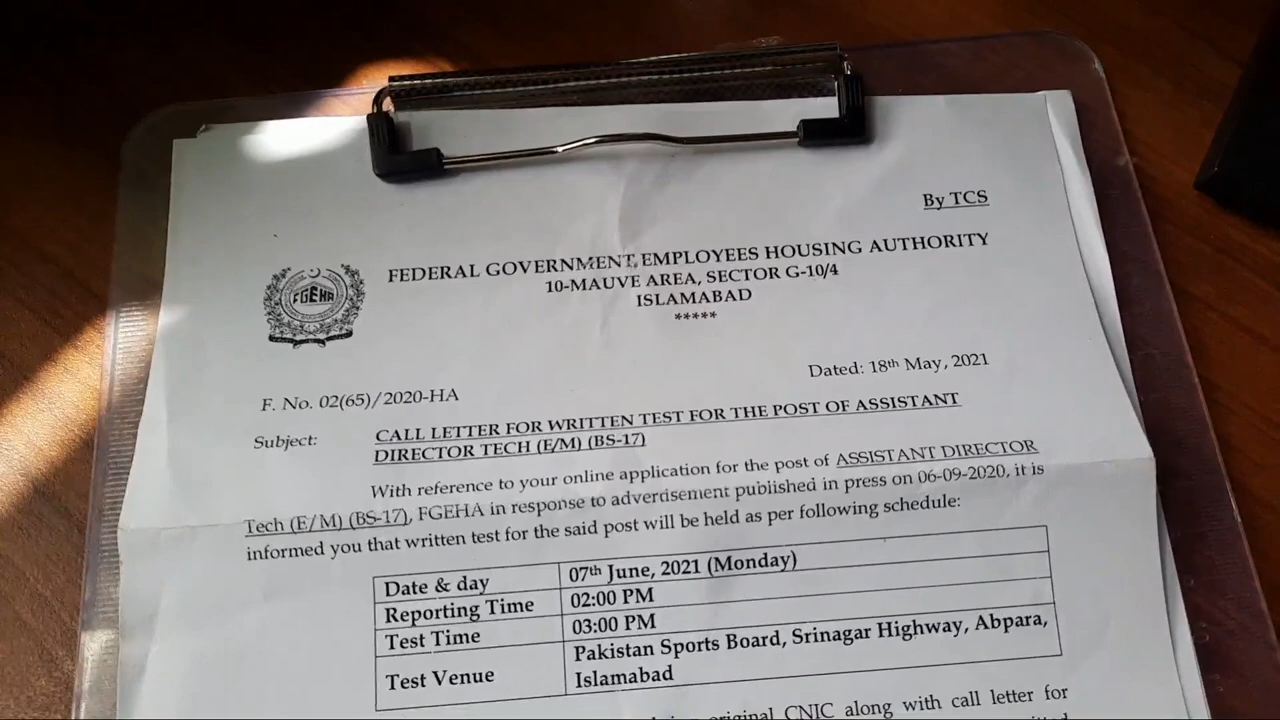 By TCS
FEDERAL GOVERNMENT EMPLOYEES HOUSING AUTHORITY
10-MAUVE AREA, SECTOR G-10/4
ISLAMABAD
*****
FGEHA
Dated: 18th May, 2021
F. No. 02(65)/2020-HA
Subject: CALL LETTER FOR WRITTEN TEST FOR THE POST OF ASSISTANT
DIRECTOR TECH (E/M) (BS-17)
With reference to your online application for the post of ASSISTANT DIRECTOR
Tech (E/M) (BS-17), FGEHA in response to advertisement published in press on 06-09-2020, it is
informed you that written test for the said post will be held as per following schedule:
Date & day 07th June, 2021 (Monday)
Reporting Time 02:00 PM
Test Time 03:00 PM
Test Venue Pakistan Sports Board, Srinagar Highway, Abpara,
Islamabad
original CNIC along with call letter for